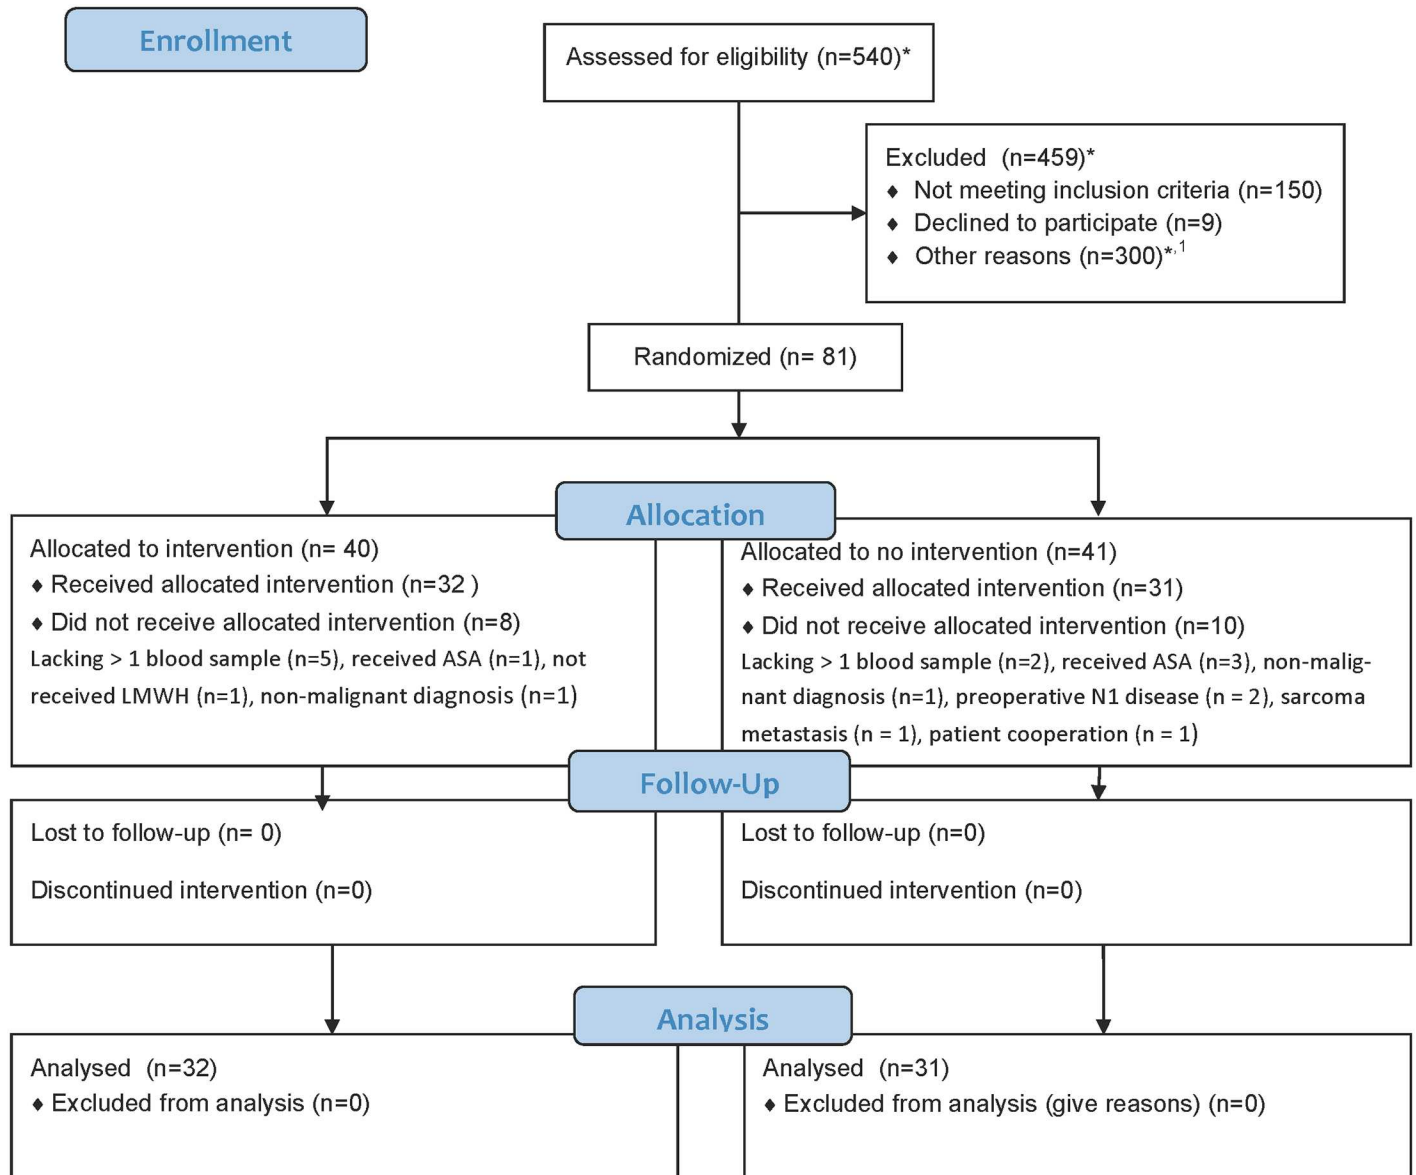 Enrollment
Assessed for eligibility (n=540)*
Excluded (n=459)*
♦ Not meeting inclusion criteria (n=150)
♦ Declined to participate (n=9)
♦ Other reasons (n=300)*,1
Randomized (n= 81)
Allocation
Allocated to intervention (n= 40)
♦ Received allocated intervention (n=32 )
♦ Did not receive allocated intervention (n=8)
Lacking > 1 blood sample (n=5), received ASA (n=1), not
received LMWH (n=1), non-malignant diagnosis (n=1)
Allocated to no intervention (n=41)
♦ Received allocated intervention (n=31)
♦ Did not receive allocated intervention (n=10)
Lacking > 1 blood sample (n=2), received ASA (n=3), non-malig-
nant diagnosis (n=1), preoperative N1 disease (n = 2), sarcoma
metastasis (n = 1), patient cooperation (n = 1)
Follow-Up
Lost to follow-up (n= 0)
Discontinued intervention (n=0)
Lost to follow-up (n=0)
Discontinued intervention (n=0)
Analysis
Analysed (n=32)
♦ Excluded from analysis (n=0)
Analysed (n=31)
♦ Excluded from analysis (give reasons) (n=0)